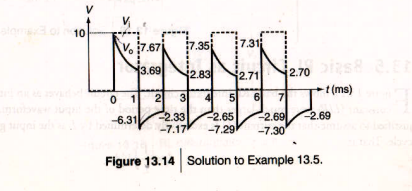 V
10
Vi
Vo
7.67
7.35
7.31
3.69
2.83
2.71
2.70
0 1 2 3 4 5 6 7
t (ms)
–6.31 –2.33 –2.65 –2.69 –2.69
–7.17 –7.29 –7.30
Figure 13.14 | Solution to Example 13.5.